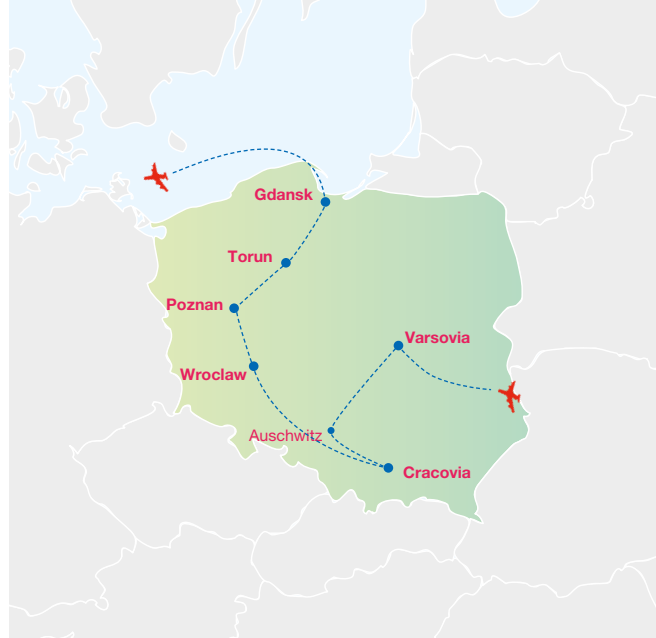 Gdansk
Torun
Poznan
Varsovia
Wroclaw
Auschwitz
Cracovia